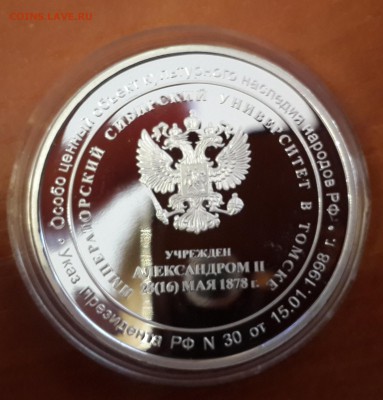 COINS.LAVE.RU
Особо ценный объект культурного наследия народов РФ.
• Указ Президента РФ N 30 от 15.01.1998 г. •
ИМПЕРАТОРСКИЙ СИБИРСКИЙ УНИВЕРСИТЕТ В ТОМСКЕ
УЧРЕЖДЕН
АЛЕКСАНДРОМ II
28(16) МАЯ 1878 г.